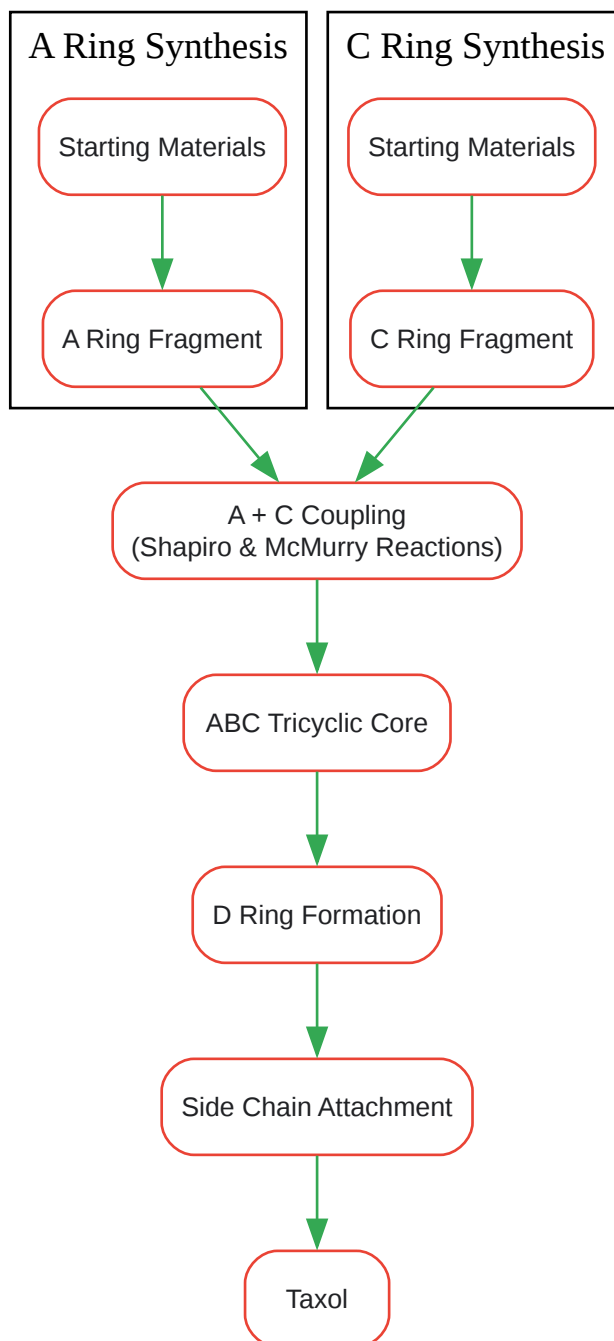 A Ring Synthesis
C Ring Synthesis
Starting Materials
Starting Materials
A Ring Fragment
C Ring Fragment
A + C Coupling
(Shapiro & McMurry Reactions)
ABC Tricyclic Core
D Ring Formation
Side Chain Attachment
Taxol